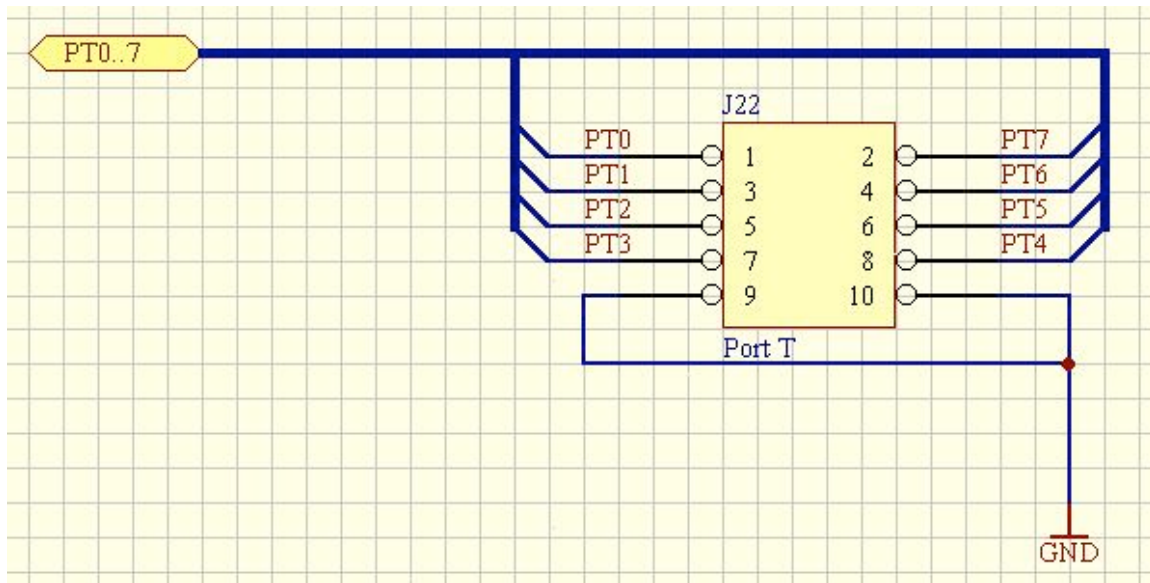 PT0..7
J22
PT0 1 2 PT7
PT1 3 4 PT6
PT2 5 6 PT5
PT3 7 8 PT4
9 10
Port T
GND